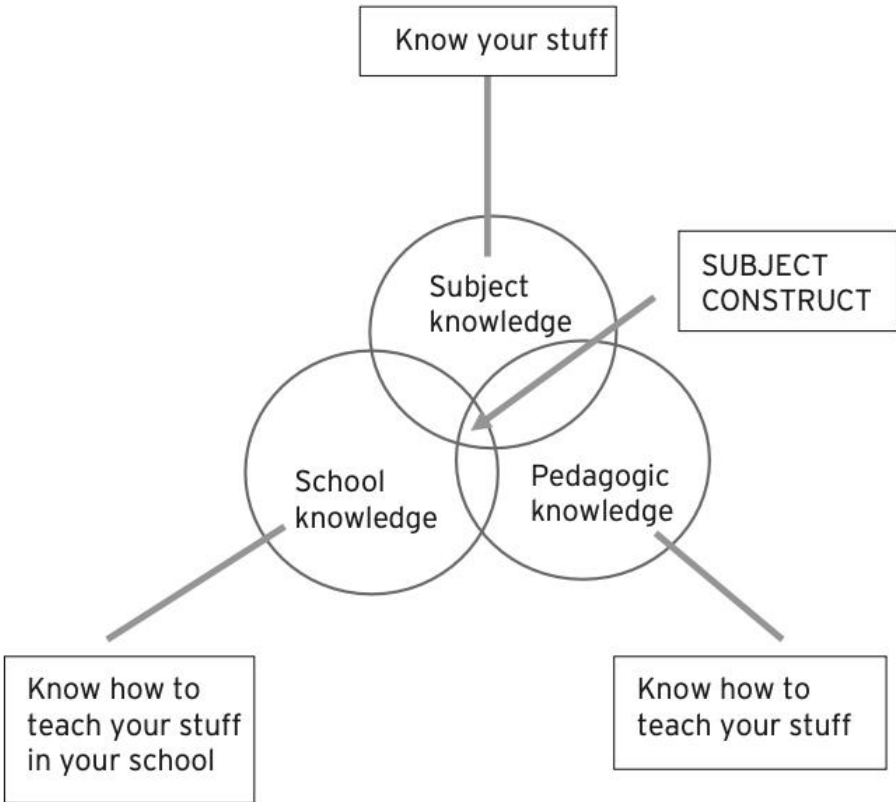 Know your stuff
SUBJECT
CONSTRUCT
Subject
knowledge
School
knowledge
Pedagogic
knowledge
Know how to
teach your stuff
in your school
Know how to
teach your stuff